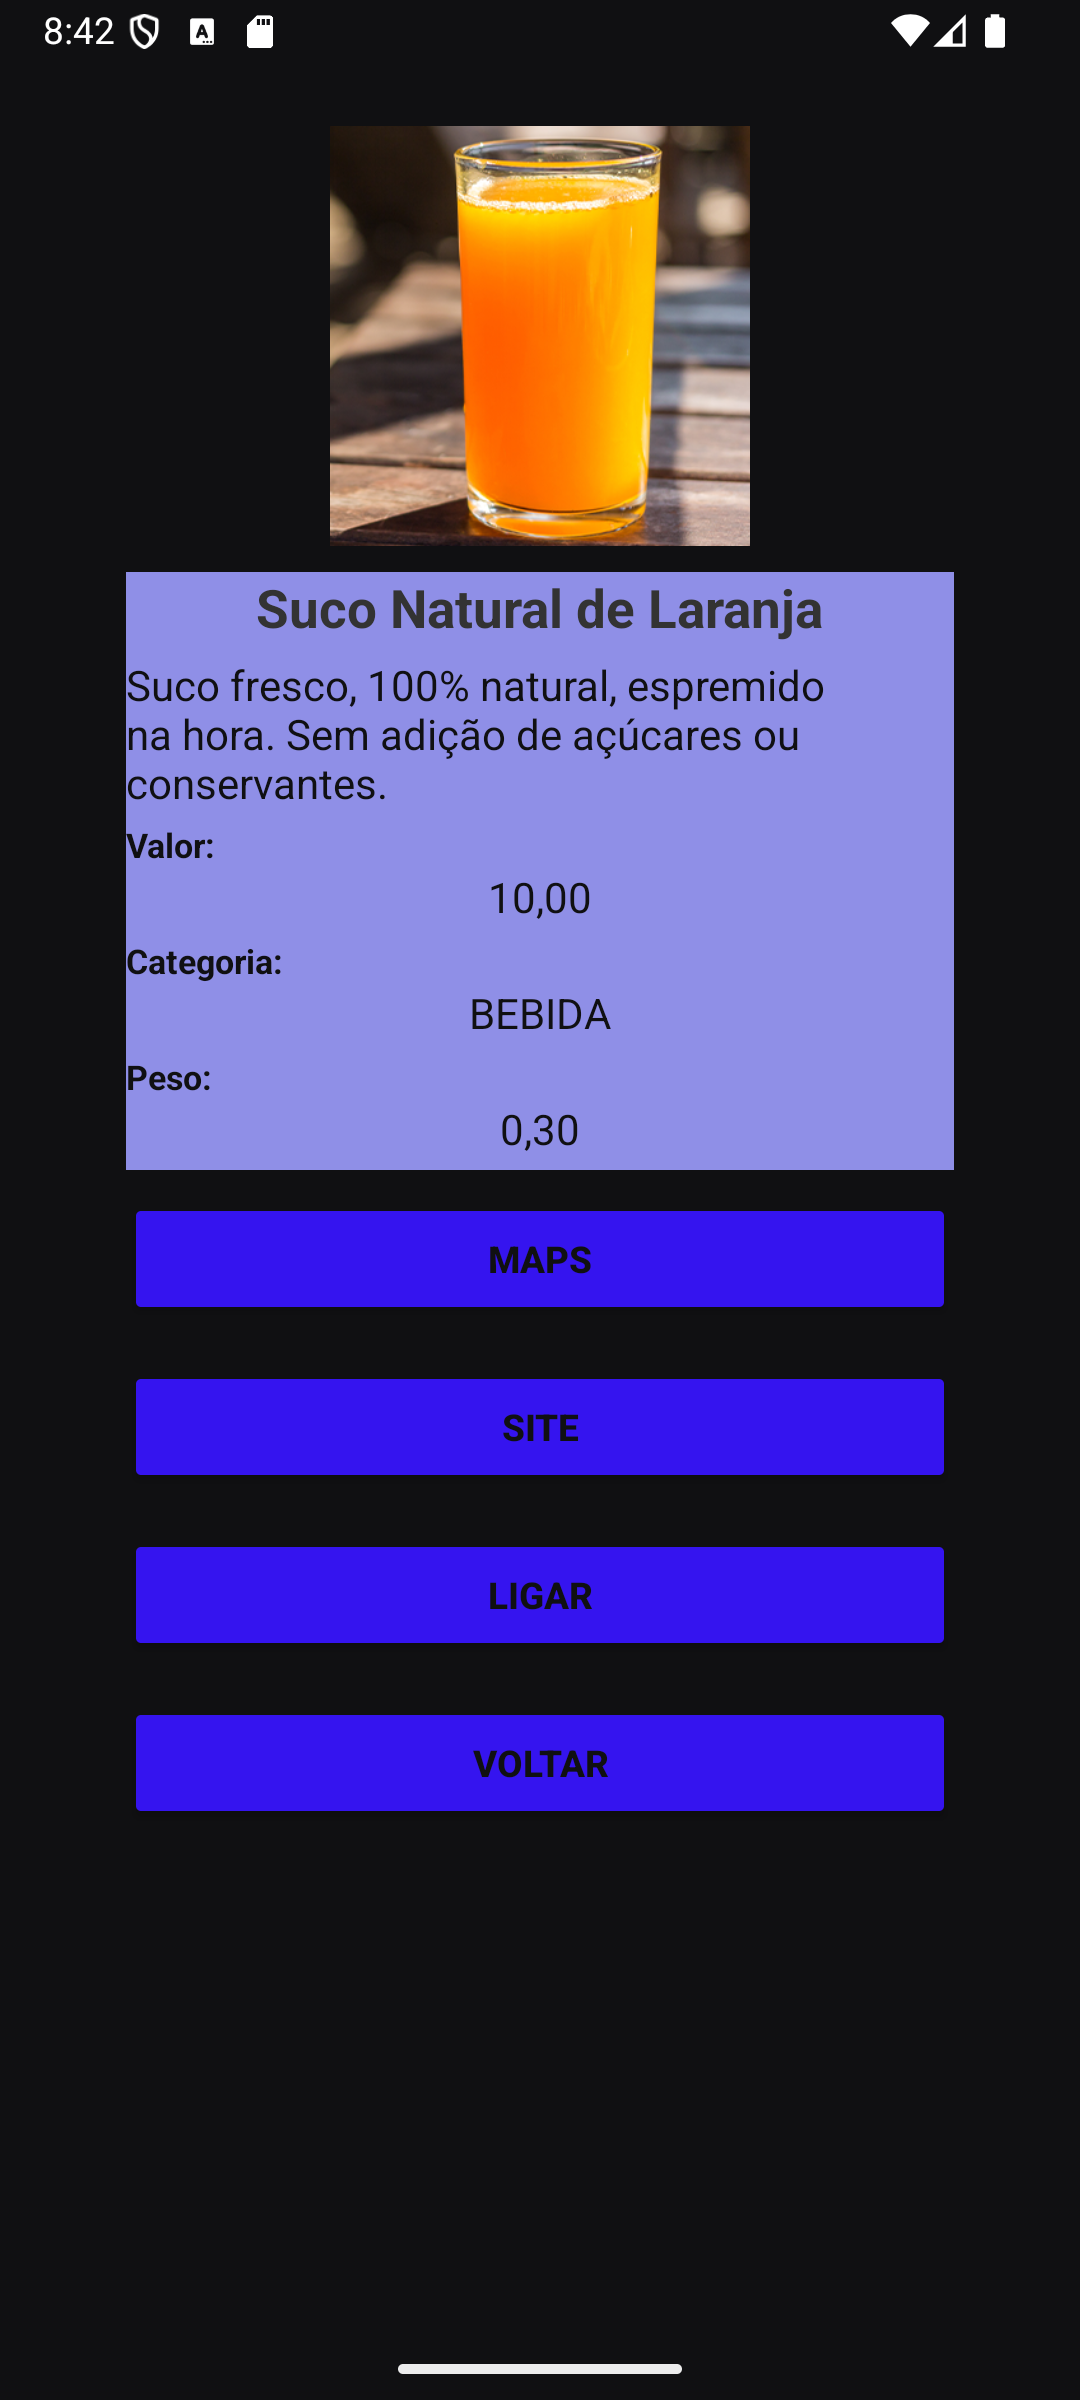 8:42
Suco Natural de Laranja
Suco fresco, 100% natural, espremido
na hora. Sem adição de açúcares ou
conservantes.
Valor:
10,00
Categoria:
BEBIDA
Peso:
0,30
MAPS
SITE
LIGAR
VOLTAR